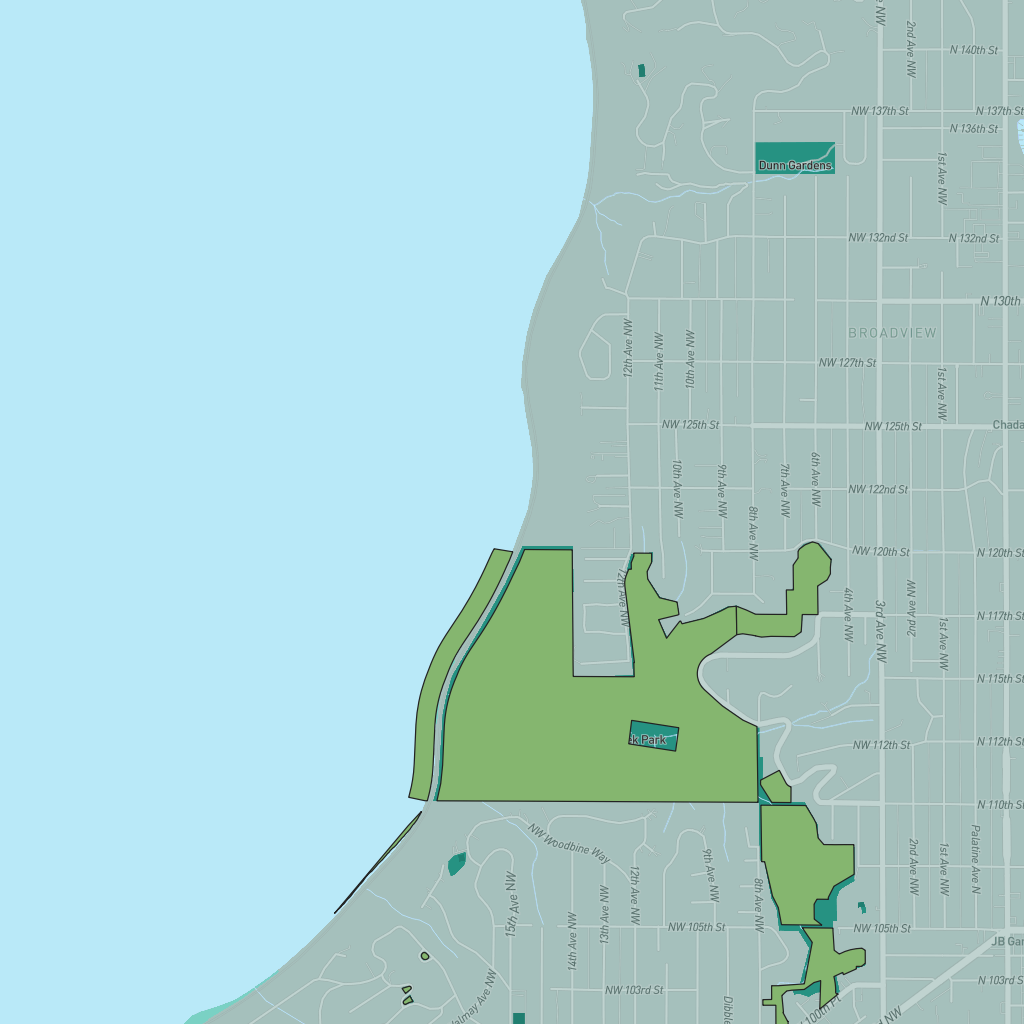 ve NW
2nd Ave NW
N 140th St
NW 137th St
N 137th St
N 136th St
1st Ave NW
Dunn Gardens
NW 132nd St
N 132nd St
N 130th
BROADVIEW
12th Ave NW
11th Ave NW
10th Ave NW
NW 127th St
1st Ave NW
NW 125th St
NW 125th St
Chada
10th Ave NW
9th Ave NW
7th Ave NW
6th Ave NW
NW 122nd St
8th Ave NW
NW 120th St
N 120th St
12th Ave NW
4th Ave NW
3rd Ave NW
2nd Ave NW
1st Ave NW
NW 117th St
N 117th St
N 115th St
ek Park
NW 112th St
N 112th St
N 110th St
NW Woodbine Way
15th Ave NW
14th Ave NW
13th Ave NW
12th Ave NW
9th Ave NW
8th Ave NW
2nd Ave NW
1st Ave NW
Palatine Ave N
NW 105th St
NW 105th St
JB Gar
N 103rd St
NW 103rd St
almay Ave NW
Dibble
100th Pl
d NW